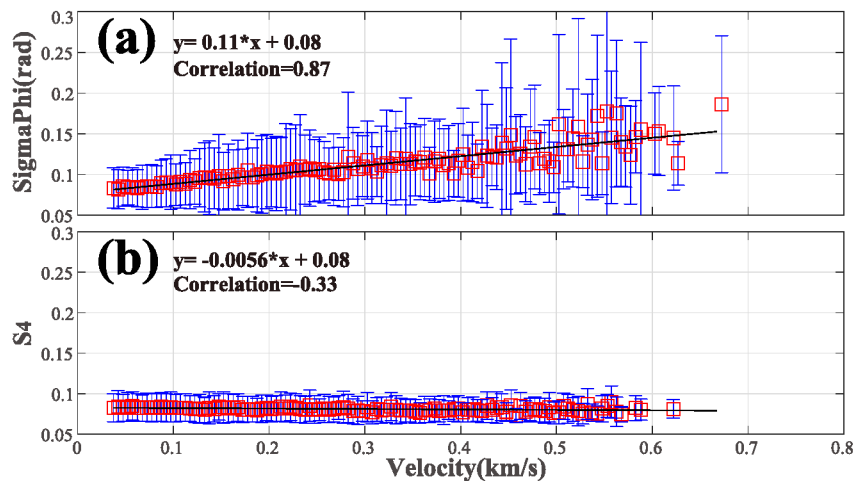 (a)
y= 0.11*x + 0.08
Correlation=0.87
SigmaPhi(rad)
0.3
0.25
0.2
0.15
0.1
0.05
(b)
y= -0.0056*x + 0.08
Correlation=-0.33
S4
0.3
0.25
0.2
0.15
0.1
0.05
0 0.1 0.2 0.3 0.4 0.5 0.6 0.7 0.8
Velocity(km/s)